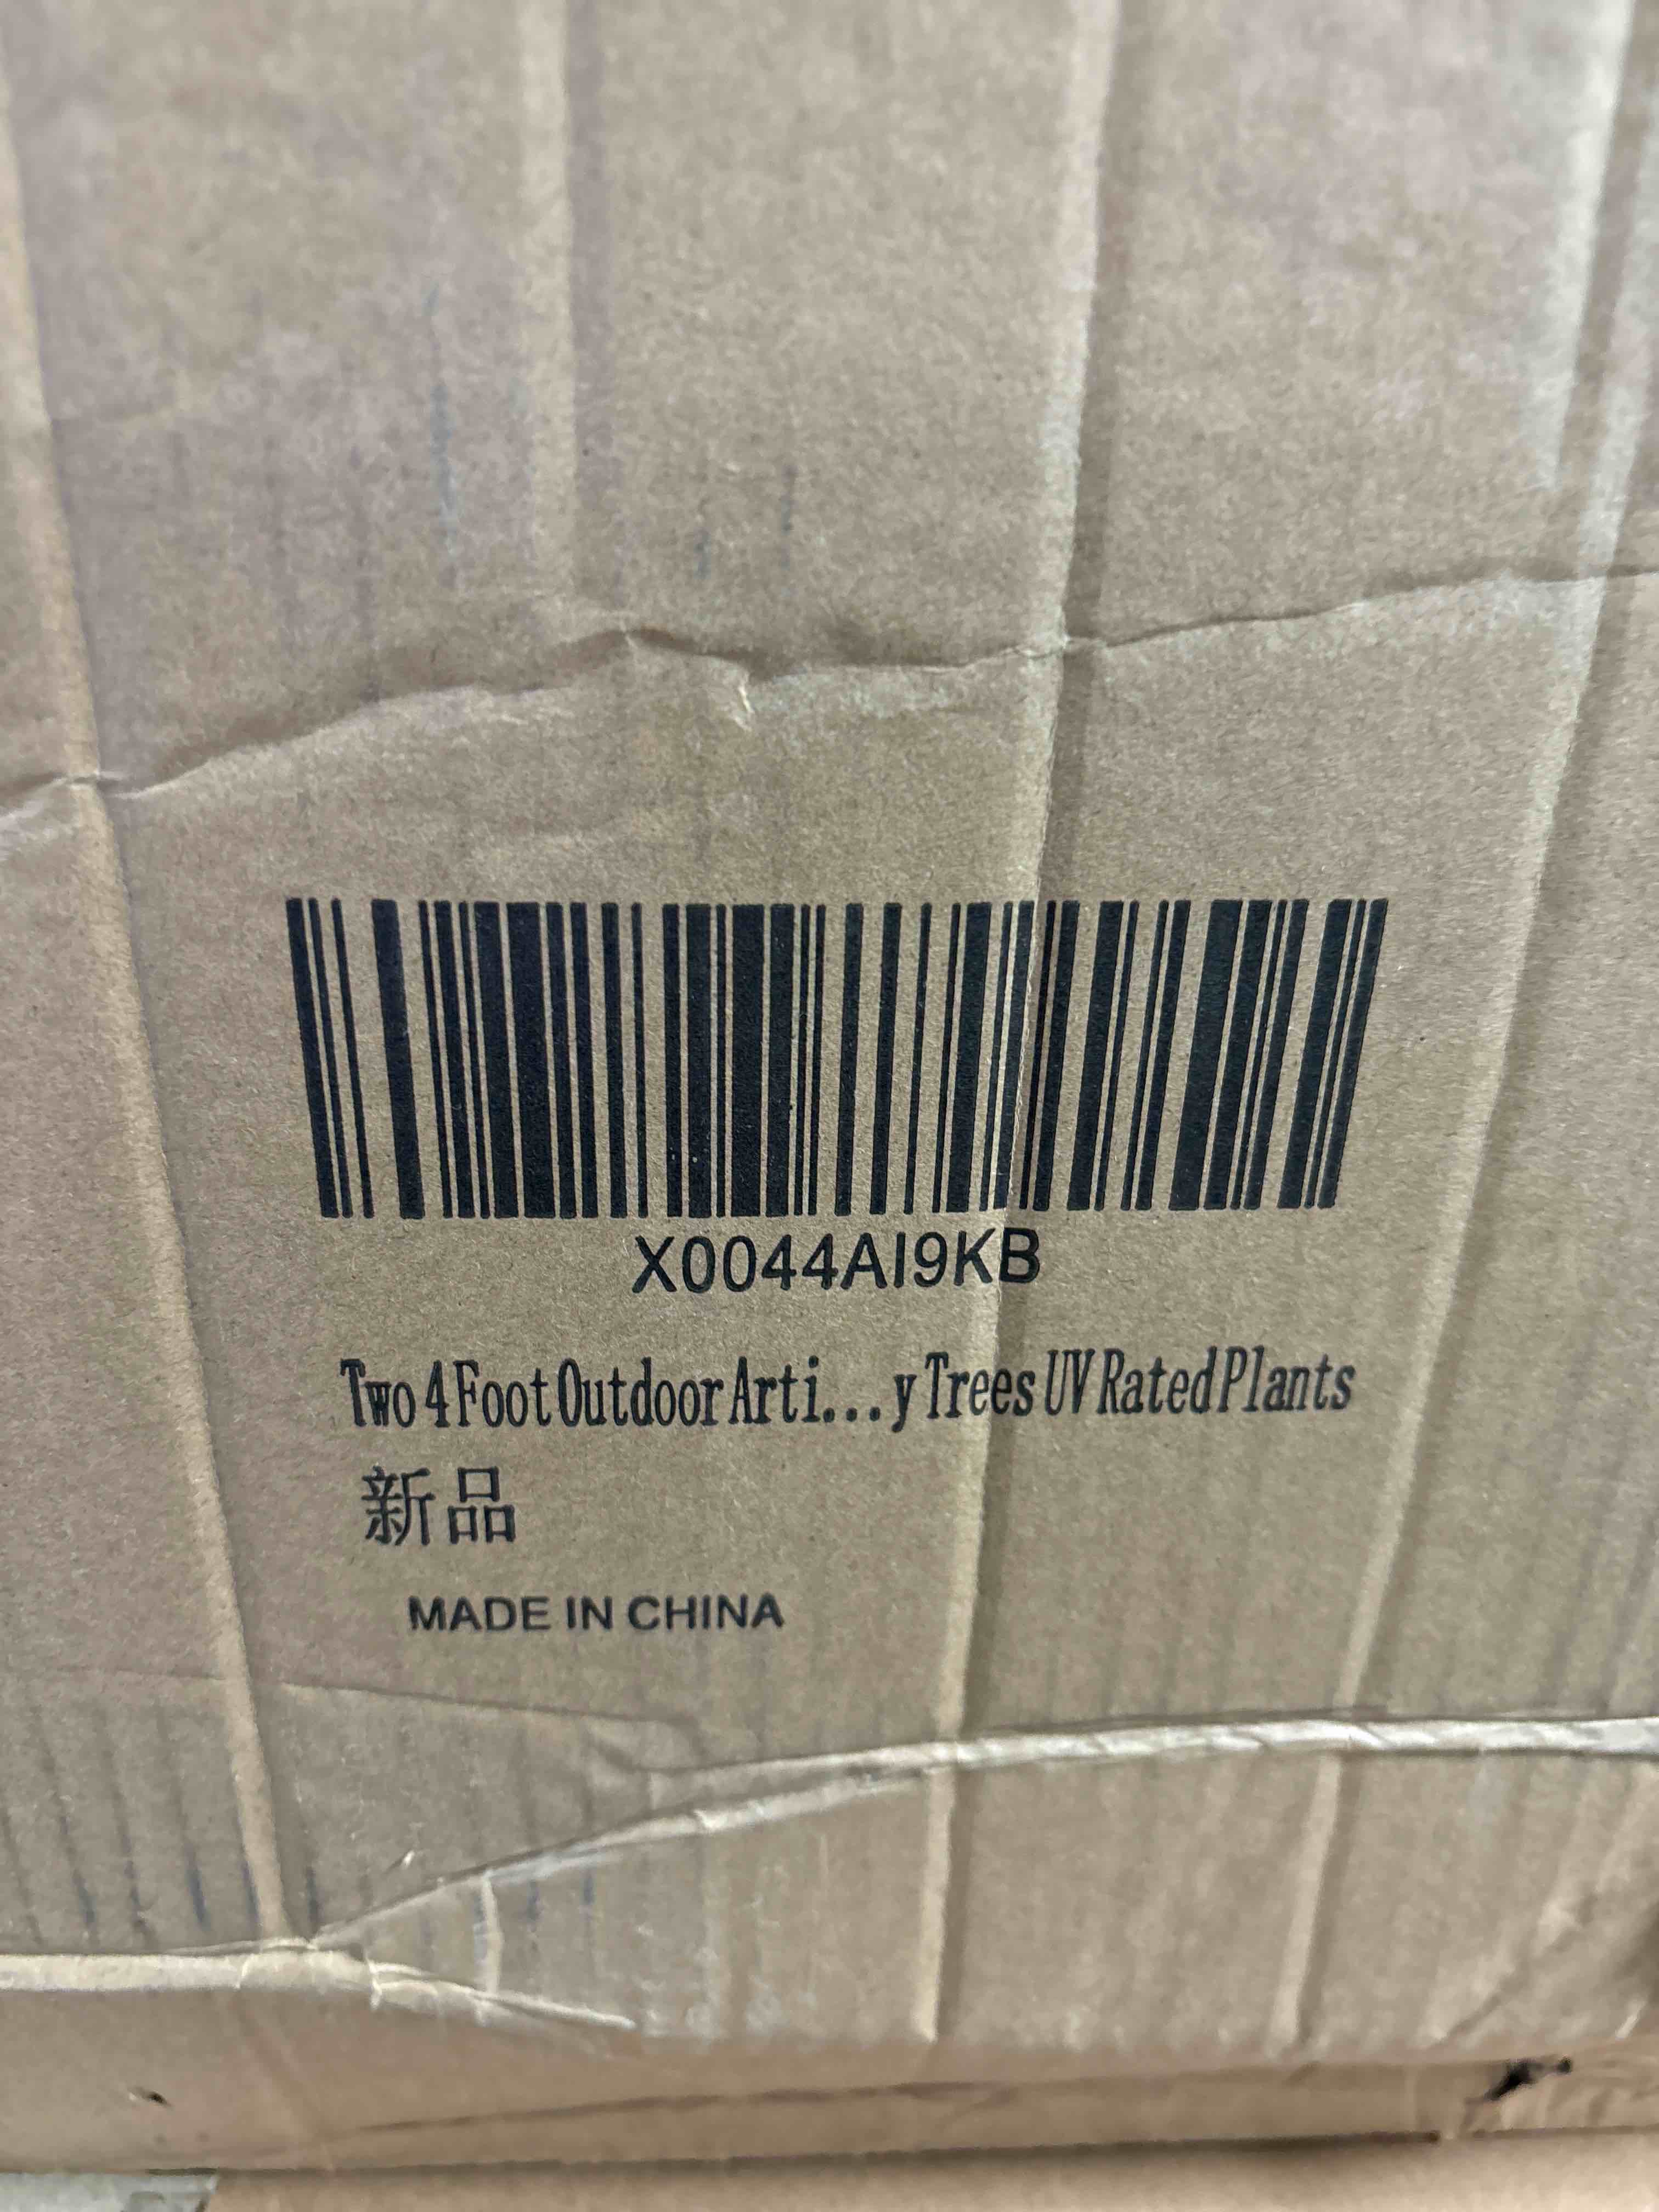 X0044AI9KB
Two 4 Foot Outdoor Arti...y Trees UV Rated Plants
新品
MADE IN CHINA